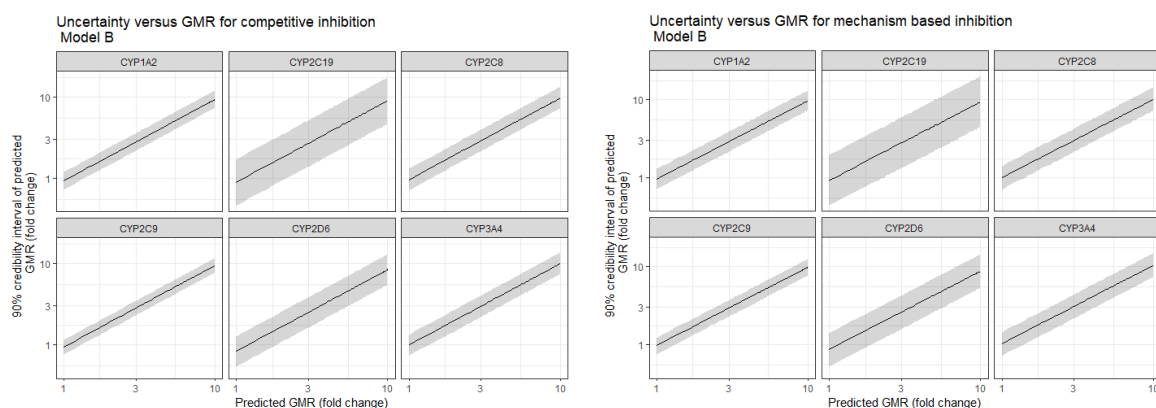 Uncertainty versus GMR for competitive inhibition
Model B
CYP1A2 CYP2C19 CYP2C8
10
3
1
CYP2C9 CYP2D6 CYP3A4
10
3
1
1 3 10 1 3 10 1 3 10
90% credibility interval of predicted
GMR (fold change)
Predicted GMR (fold change)
Uncertainty versus GMR for mechanism based inhibition
Model B
CYP1A2 CYP2C19 CYP2C8
10
3
1
CYP2C9 CYP2D6 CYP3A4
10
3
1
1 3 10 1 3 10 1 3 10
90% credibility interval of predicted
GMR (fold change)
Predicted GMR (fold change)